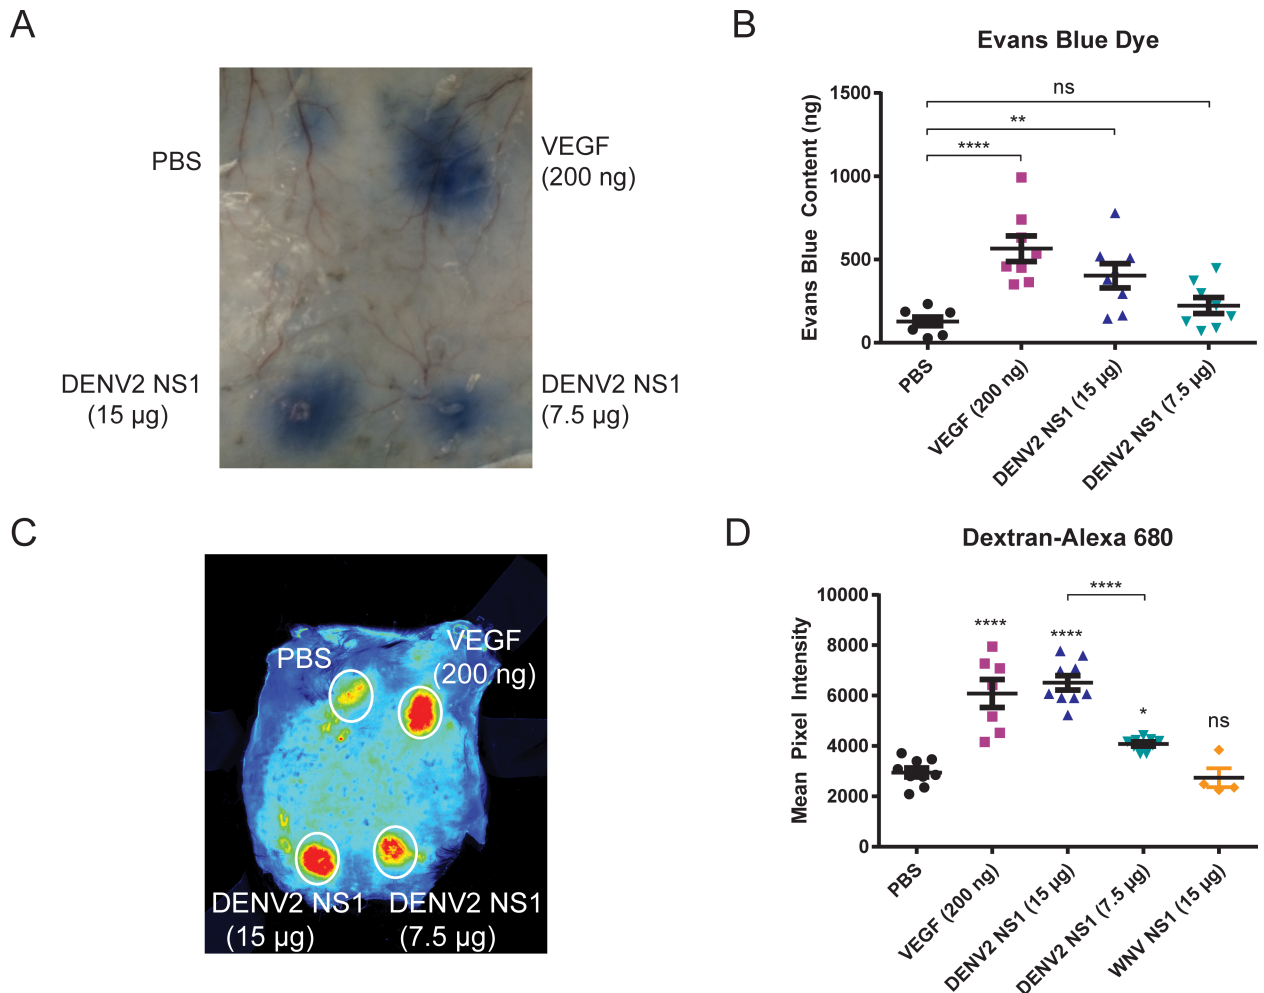 A
PBS
VEGF
(200 ng)
DENV2 NS1
(15 µg)
DENV2 NS1
(7.5 µg)
B
Evans Blue Dye
Evans Blue Content (ng)
1500
1000
500
0
ns
**
****
PBS
VEGF (200 ng)
DENV2 NS1 (15 µg)
DENV2 NS1 (7.5 µg)
C
PBS
VEGF
(200 ng)
DENV2 NS1
(15 µg)
DENV2 NS1
(7.5 µg)
D
Dextran-Alexa 680
Mean Pixel Intensity
10000
8000
6000
4000
2000
0
****
****
****
*
ns
PBS
VEGF (200 ng)
DENV2 NS1 (15 µg)
DENV2 NS1 (7.5 µg)
WNV NS1 (15 µg)